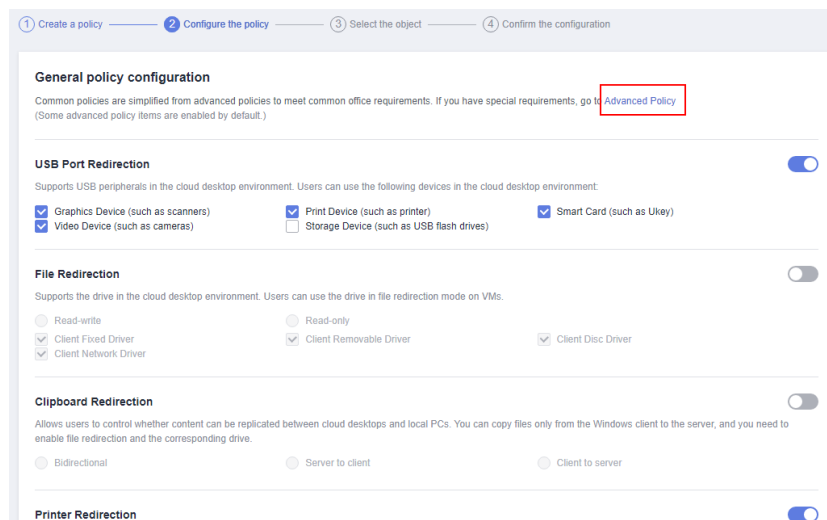 1 Create a policy 2 Configure the policy 3 Select the object 4 Confirm the configuration
General policy configuration
Common policies are simplified from advanced policies to meet common office requirements. If you have special requirements, go to Advanced Policy
(Some advanced policy items are enabled by default.)
USB Port Redirection
Supports USB peripherals in the cloud desktop environment. Users can use the following devices in the cloud desktop environment:
Graphics Device (such as scanners) Print Device (such as printer) Smart Card (such as Ukey)
Video Device (such as cameras) Storage Device (such as USB flash drives)
File Redirection
Supports the drive in the cloud desktop environment. Users can use the drive in file redirection mode on VMs.
Read-write Read-only
Client Fixed Driver Client Removable Driver Client Disc Driver
Client Network Driver
Clipboard Redirection
Allows users to control whether content can be replicated between cloud desktops and local PCs. You can copy files only from the Windows client to the server, and you need to
enable file redirection and the corresponding drive.
Bidirectional Server to client Client to server
Printer Redirection